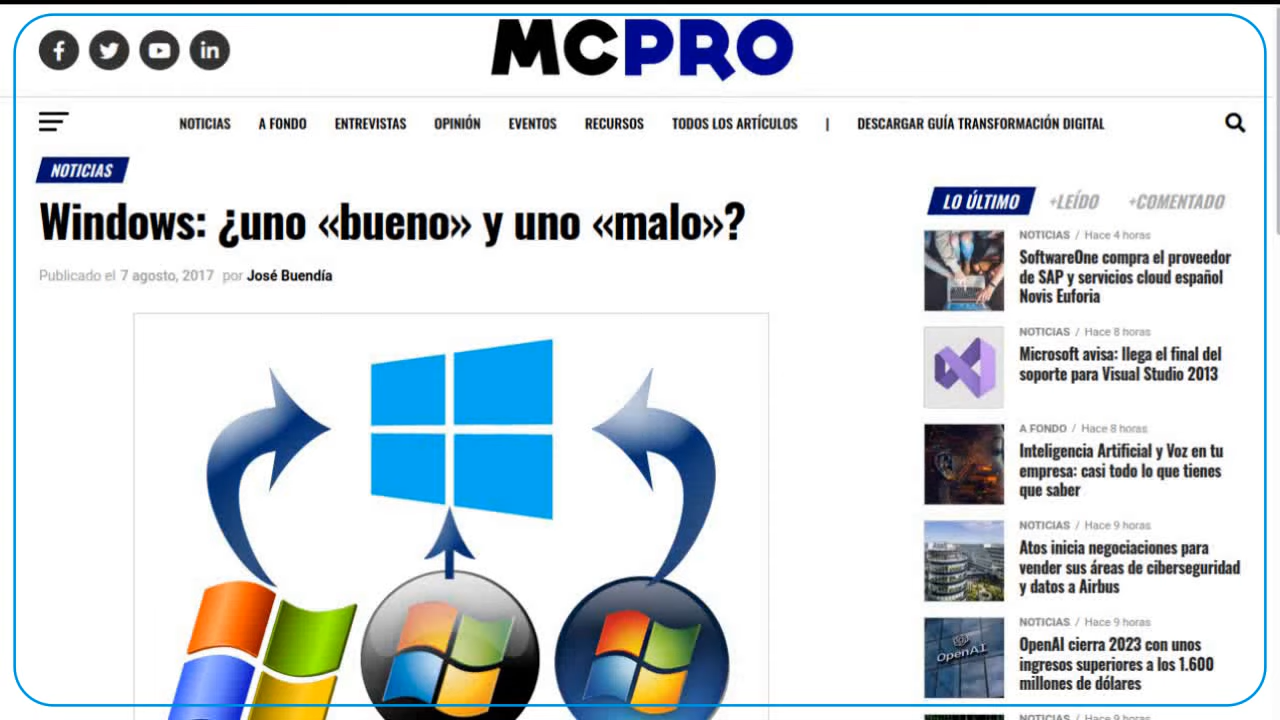 MCPRO
NOTICIAS
A FONDO
ENTREVISTAS
OPINIÓN
EVENTOS
RECURSOS
TODOS LOS ARTÍCULOS
|
DESCARGAR GUÍA TRANSFORMACIÓN DIGITAL
NOTICIAS
Windows: ¿uno «bueno» y uno «malo»?
Publicado el 7 agosto, 2017 por José Buendía
LO ÚLTIMO
+LEÍDO
+COMENTADO
NOTICIAS / Hace 4 horas
SoftwareOne compra el proveedor
de SAP y servicios cloud español
Novis Euforia
NOTICIAS / Hace 8 horas
Microsoft avisa: llega el final del
soporte para Visual Studio 2013
A FONDO / Hace 8 horas
Inteligencia Artificial y Voz en tu
empresa: casi todo lo que tienes
que saber
NOTICIAS / Hace 9 horas
Atos inicia negociaciones para
vender sus áreas de ciberseguridad
y datos a Airbus
NOTICIAS / Hace 9 horas
OpenAI cierra 2023 con unos
ingresos superiores a los 1.600
millones de dólares
OpenAI
NOTICIAS / Hace 9 horas